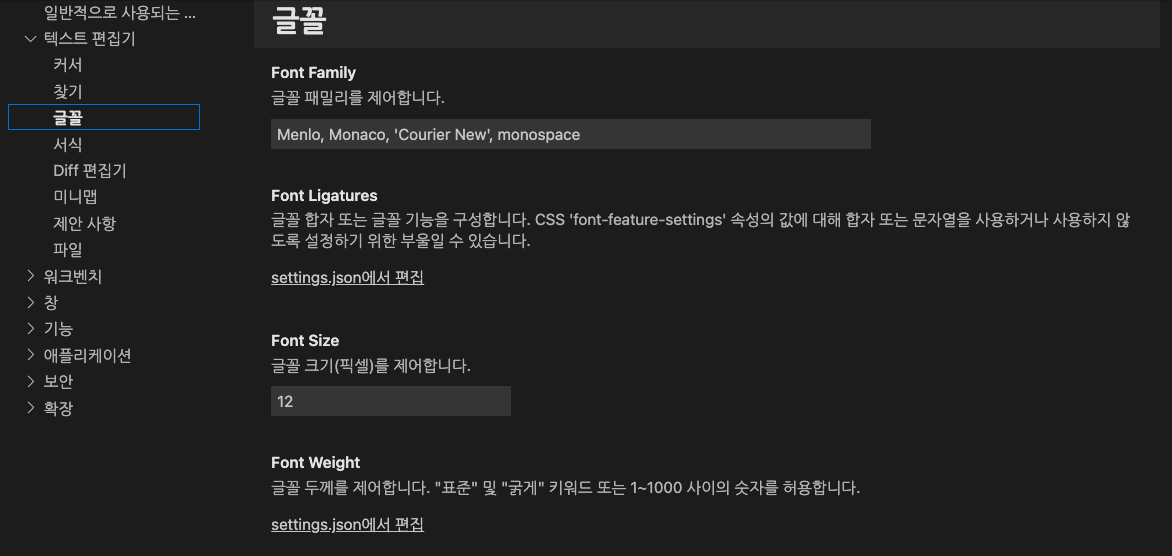 일반적으로 사용되는 ...
텍스트 편집기
커서
찾기
글꼴
서식
Diff 편집기
미니맵
제안 사항
파일
워크벤치
창
기능
애플리케이션
보안
확장
글꼴
Font Family
글꼴 패밀리를 제어합니다.
Menlo, Monaco, 'Courier New', monospace
Font Ligatures
글꼴 합자 또는 글꼴 기능을 구성합니다. CSS 'font-feature-settings' 속성의 값에 대해 합자 또는 문자열을 사용하거나 사용하지 않
도록 설정하기 위한 부울일 수 있습니다.
settings.json에서 편집
Font Size
글꼴 크기(픽셀)를 제어합니다.
12
Font Weight
글꼴 두께를 제어합니다. "표준" 및 "굵게" 키워드 또는 1~1000 사이의 숫자를 허용합니다.
settings.json에서 편집